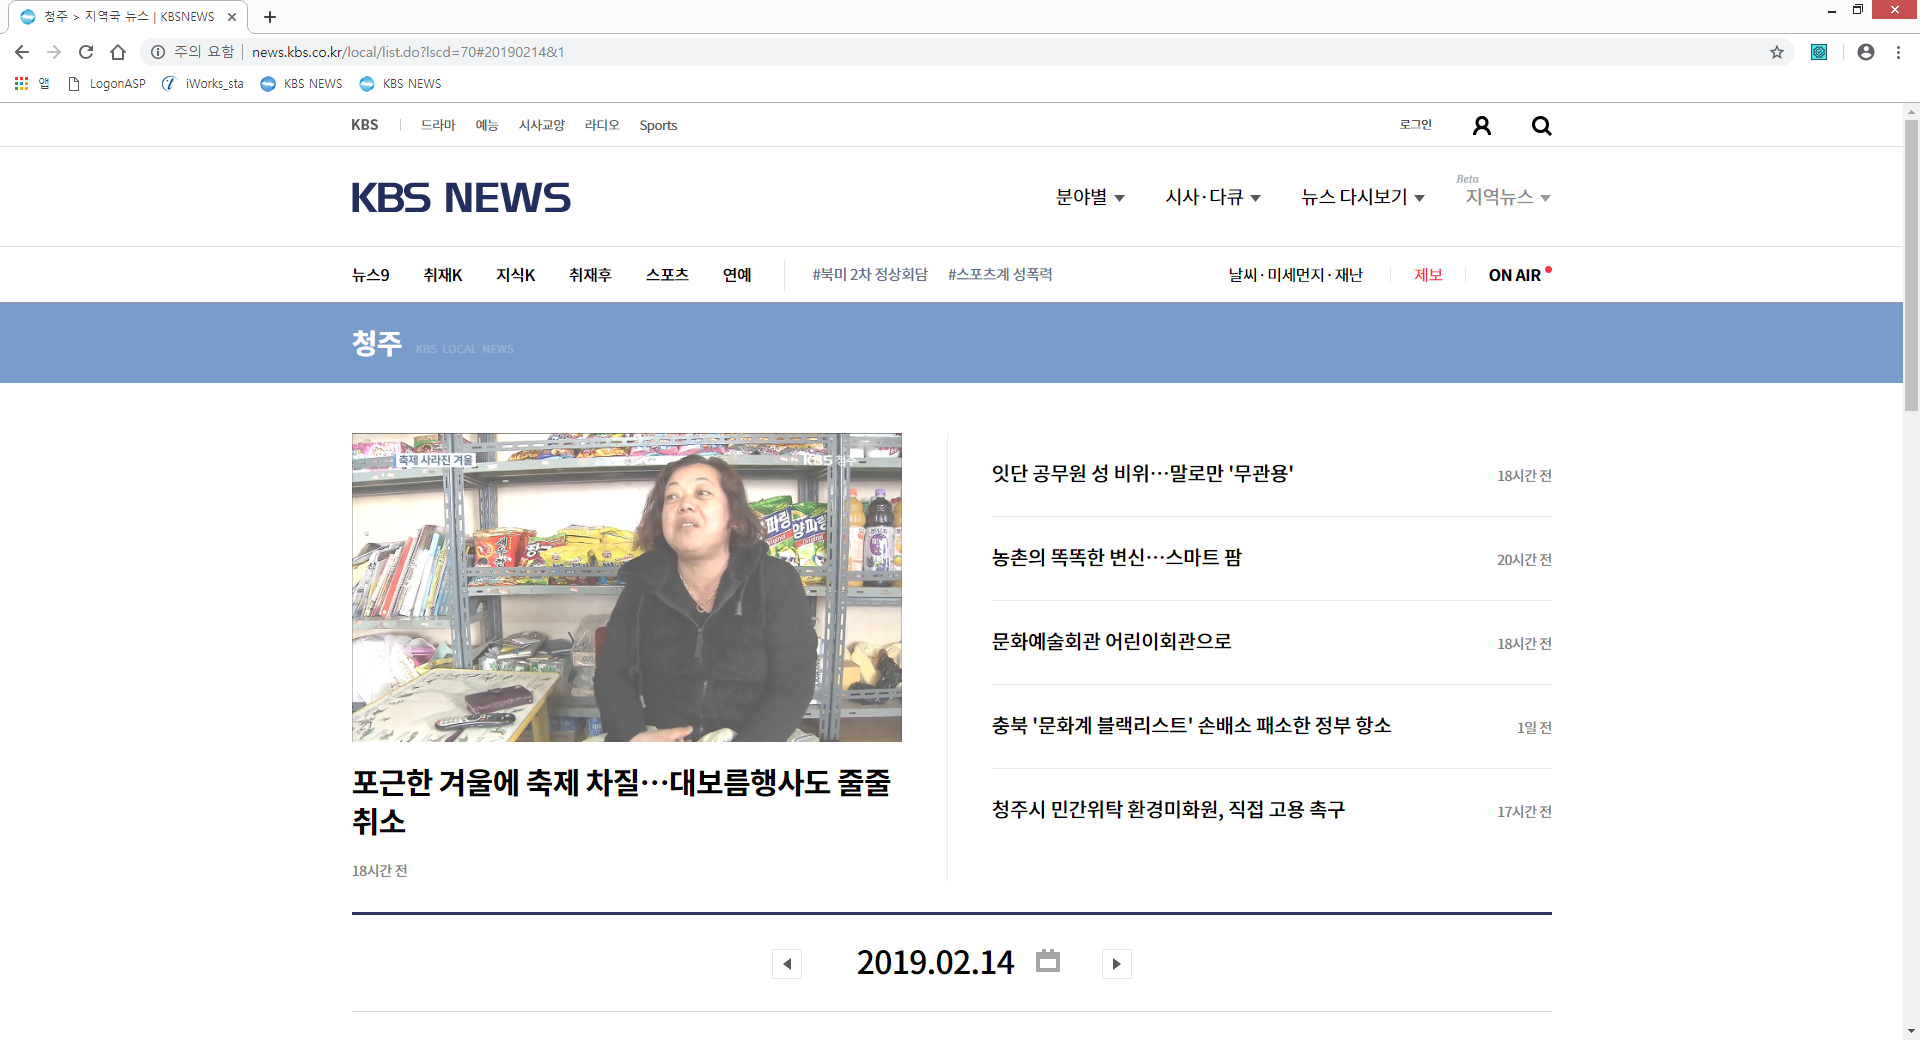 청주 > 지역국 뉴스 | KBSNEWS
주의 요함 | news.kbs.co.kr/local/list.do?lscd=70#20190214&1
앱 LogonASP iWorks_sta KBS NEWS KBS NEWS
KBS 드라마 예능 시사교양 라디오 Sports 로그인
KBS NEWS
분야별 시사·다큐 뉴스 다시보기 Beta 지역뉴스
뉴스9 취재K 지식K 취재후 스포츠 연예 #북미 2차 정상회담 #스포츠계 성폭력 날씨·미세먼지·재난 제보 ON AIR
청주 KBS LOCAL NEWS
축제 사라진 겨울 KBS 청주
양파링
포근한 겨울에 축제 차질…대보름행사도 줄줄
취소
18시간 전
잇단 공무원 성 비위…말로만 '무관용' 18시간 전
농촌의 똑똑한 변신…스마트 팜 20시간 전
문화예술회관 어린이회관으로 18시간 전
충북 '문화계 블랙리스트' 손배소 패소한 정부 항소 1일 전
청주시 민간위탁 환경미화원, 직접 고용 촉구 17시간 전
2019.02.14